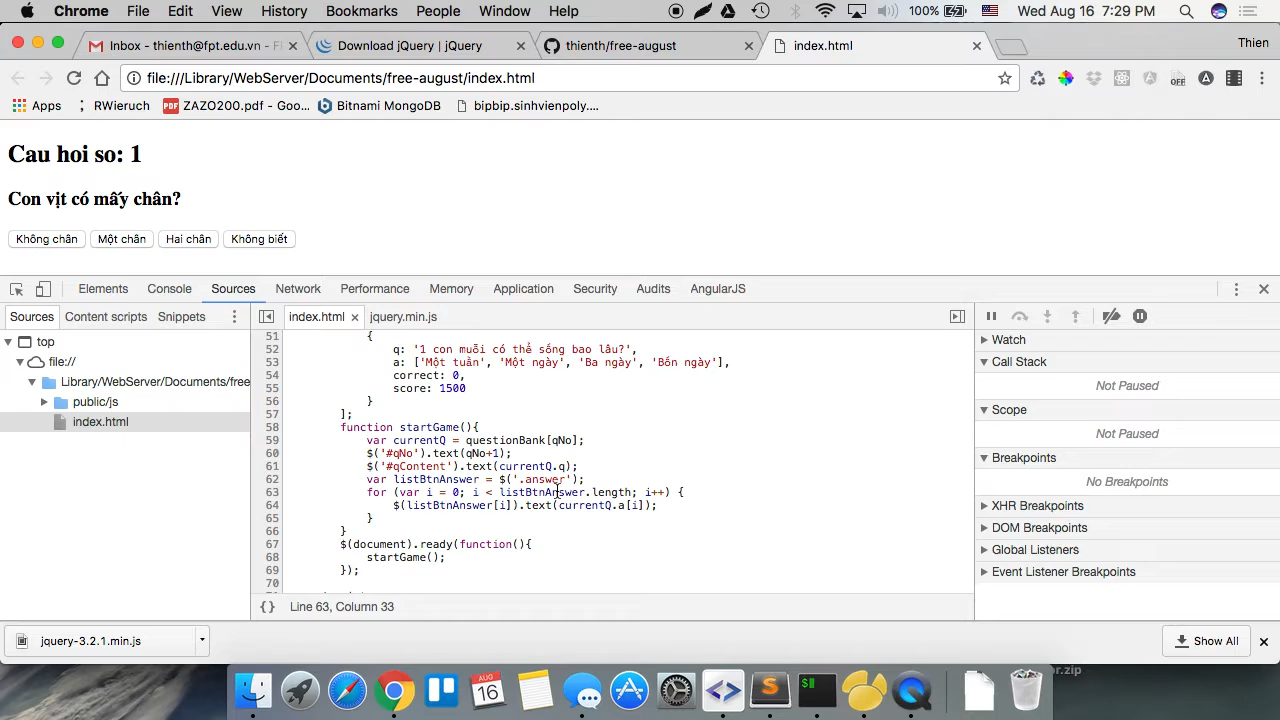 Chrome File Edit View History Bookmarks People Window Help 100% Wed Aug 16 7:29 PM
Inbox - thienth@fpt.edu.vn - F Download jQuery | jQuery thienth/free-august index.html Thien
file:///Library/WebServer/Documents/free-august/index.html OFF
Apps RWieruch PDF ZAZO200.pdf - Goo... Bitnami MongoDB bipbip.sinhvienpoly....
Cau hoi so: 1
Con vịt có mấy chân?
Không chân Một chân Hai chân Không biết
Elements Console Sources Network Performance Memory Application Security Audits AngularJS
Sources Content scripts Snippets index.html jquery.min.js
top
file://
Library/WebServer/Documents/free
public/js
index.html
51 {
52 q: '1 con muỗi có thể sống bao lâu?',
53 a: ['Một tuần', 'Một ngày', 'Ba ngày', 'Bốn ngày'],
54 correct: 0,
55 score: 1500
56 }
57 ];
58 function startGame(){
59 var currentQ = questionBank[qNo];
60 $('#qNo').text(qNo+1);
61 $('#qContent').text(currentQ.q);
62 var listBtnAnswer = $('.answer');
63 for (var i = 0; i < listBtnAnswer.length; i++) {
64 $(listBtnAnswer[i]).text(currentQ.a[i]);
65 }
66 }
67 $(document).ready(function(){
68 startGame();
69 });
70
Watch
Call Stack
Not Paused
Scope
Not Paused
Breakpoints
No Breakpoints
XHR Breakpoints
DOM Breakpoints
Global Listeners
Event Listener Breakpoints
{} Line 63, Column 33
jquery-3.2.1.min.js Show All
AUG
16
r.zip